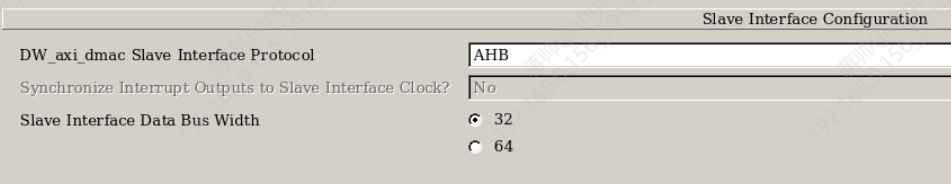 Slave Interface Configuration
DW_axi_dmac Slave Interface Protocol AHB
Synchronize Interrupt Outputs to Slave Interface Clock? No
Slave Interface Data Bus Width 32
64